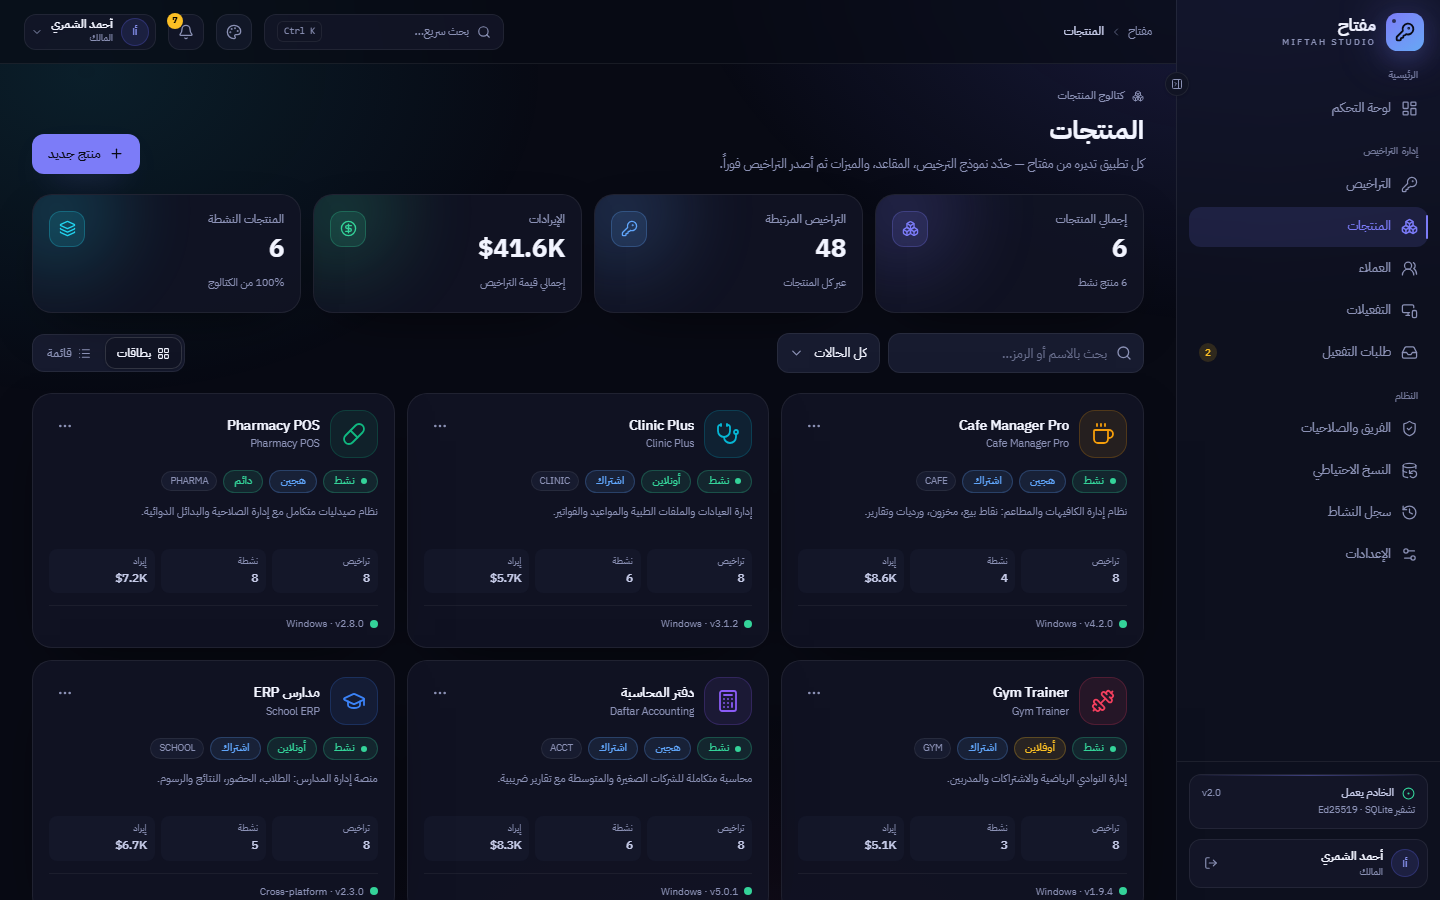 مفتاح
MIFTAH STUDIO
الرئيسية
لوحة التحكم
إدارة التراخيص
التراخيص
المنتجات
العملاء
التفعيلات
طلبات التفعيل
2
النظام
الفريق والصلاحيات
النسخ الاحتياطي
سجل النشاط
الإعدادات
الخادم يعمل
v2.0
تشفير Ed25519 · SQLite
أا
أحمد الشمري
المالك
مفتاح
المنتجات
بحث سريع...
Ctrl K
7
أا
أحمد الشمري
المالك
كتالوج المنتجات
المنتجات
كل تطبيق تديره من مفتاح — حدّد نموذج الترخيص، المقاعد، والميزات ثم أصدر التراخيص فوراً.
منتج جديد
إجمالي المنتجات
6
6 منتج نشط
التراخيص المرتبطة
48
عبر كل المنتجات
الإيرادات
$41.6K
إجمالي قيمة التراخيص
المنتجات النشطة
6
100% من الكتالوج
بحث بالاسم أو الرمز...
كل الحالات
بطاقات
قائمة
Cafe Manager Pro
Cafe Manager Pro
نشط
هجين
اشتراك
CAFE
نظام إدارة الكافيهات والمطاعم: نقاط بيع، مخزون، ورديات وتقارير.
تراخيص
8
نشطة
4
إيراد
$8.6K
Windows · v4.2.0
Clinic Plus
Clinic Plus
نشط
أونلاين
اشتراك
CLINIC
إدارة العيادات والملفات الطبية والمواعيد والفواتير.
تراخيص
8
نشطة
6
إيراد
$5.7K
Windows · v3.1.2
Pharmacy POS
Pharmacy POS
نشط
هجين
دائم
PHARMA
نظام صيدليات متكامل مع إدارة الصلاحية والبدائل الدوائية.
تراخيص
8
نشطة
8
إيراد
$7.2K
Windows · v2.8.0
Gym Trainer
Gym Trainer
نشط
أوفلاين
اشتراك
GYM
إدارة النوادي الرياضية والاشتراكات والمدربين.
تراخيص
8
نشطة
3
إيراد
$5.1K
Windows · v1.9.4
دفتر المحاسبة
Daftar Accounting
نشط
هجين
اشتراك
ACCT
محاسبة متكاملة للشركات الصغيرة والمتوسطة مع تقارير ضريبية.
تراخيص
8
نشطة
6
إيراد
$8.3K
Windows · v5.0.1
مدارس ERP
School ERP
نشط
أونلاين
اشتراك
SCHOOL
منصة إدارة المدارس: الطلاب، الحضور، النتائج والرسوم.
تراخيص
8
نشطة
5
إيراد
$6.7K
Cross-platform · v2.3.0